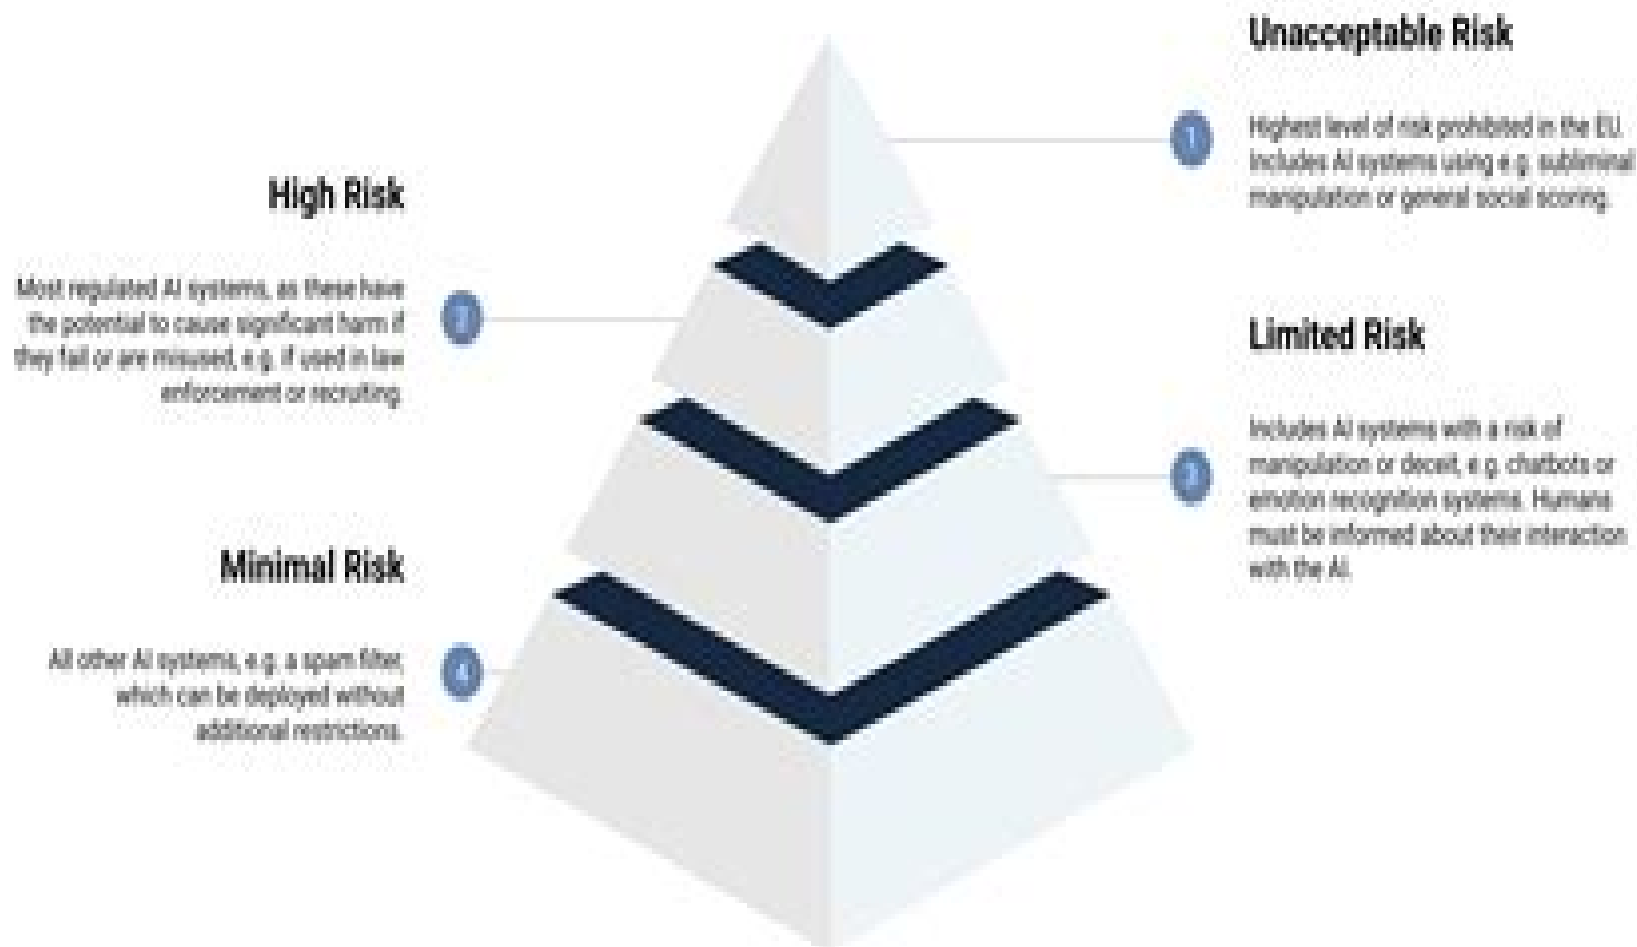 Unacceptable Risk
1
Highest level of risk prohibited in the EU.
Includes AI systems using e.g. subliminal
manipulation or general social scoring.
High Risk
2
Most regulated AI systems, as these have
the potential to cause significant harm if
they fail or are misused, e.g. if used in law
enforcement or recruiting.
Limited Risk
3
Includes AI systems with a risk of
manipulation or deceit, e.g. chatbots or
emotion recognition systems. Humans
must be informed about their interaction
with the AI.
Minimal Risk
4
All other AI systems, e.g. a spam filter,
which can be deployed without
additional restrictions.